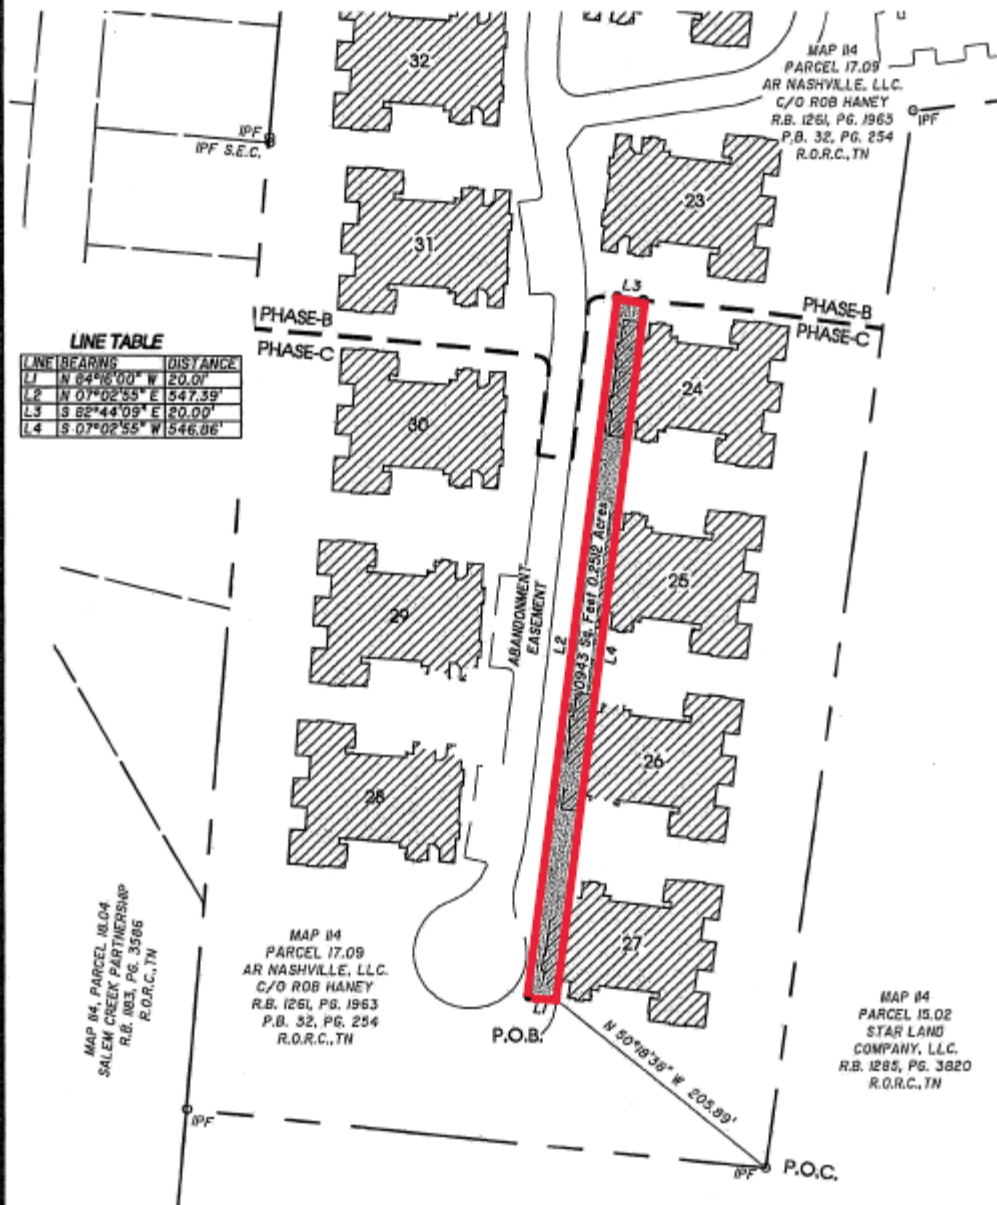 32
MAP 114
PARCEL 17.09
AR NASHVILLE, LLC.
C/O ROB HANEY
R.B. 1261, PG. 1963
P.B. 32, PG. 254
R.O.R.C.,TN
IPF
IPF
IPF S.E.C.
23
31
L3
PHASE-B
PHASE-C
PHASE-B
PHASE-C
LINE TABLE
LINE BEARING DISTANCE
L1 N 84°16'00" W 20.01'
L2 N 07°02'55" E 547.39'
L3 S 82°44'09" E 20.00'
L4 S 07°02'55" W 546.86'
24
30
25
29
ABANDONMENT
EASEMENT
L2
0943 Sq. Feet 0.2512 Acres
L4
26
28
27
MAP 114, PARCEL 18.04
SALEM CREEK PARTNERSHIP
R.B. 1183, PG. 3586
R.O.R.C.,TN
MAP 114
PARCEL 17.09
AR NASHVILLE, LLC.
C/O ROB HANEY
R.B. 1261, PG. 1963
P.B. 32, PG. 254
R.O.R.C.,TN
L1
P.O.B.
N 50°18'38" W 205.89'
MAP 114
PARCEL 15.02
STAR LAND
COMPANY, LLC.
R.B. 1285, PG. 3820
R.O.R.C.,TN
IPF
IPF
P.O.C.